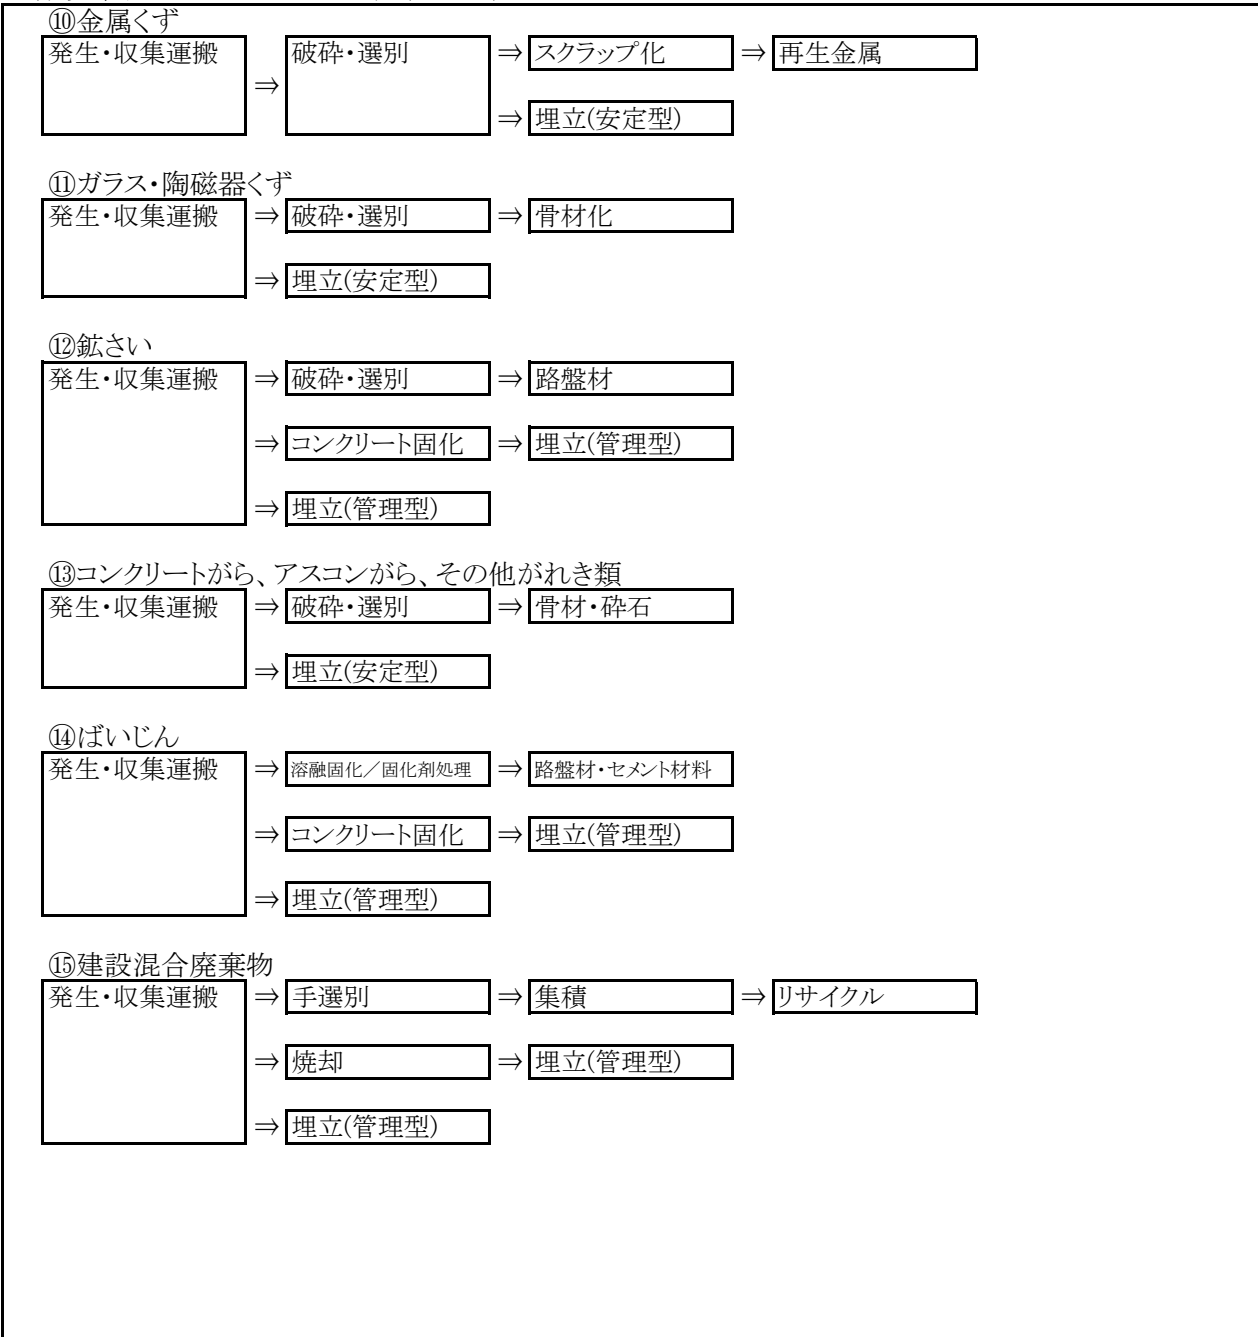 ⑩金属くず
発生・収集運搬 破砕・選別 ⇒ スクラップ化 ⇒ 再生金属
⇒
⇒ 埋立(安定型)
⑪ガラス・陶磁器くず
発生・収集運搬 ⇒ 破砕・選別 ⇒ 骨材化
⇒ 埋立(安定型)
⑫鉱さい
発生・収集運搬 ⇒ 破砕・選別 ⇒ 路盤材
⇒ コンクリート固化 ⇒ 埋立(管理型)
⇒ 埋立(管理型)
⑬コンクリートがら、アスコンがら、その他がれき類
発生・収集運搬 ⇒ 破砕・選別 ⇒ 骨材・砕石
⇒ 埋立(安定型)
⑭ばいじん
発生・収集運搬 ⇒ 溶融固化／固化剤処理 ⇒ 路盤材・セメント材料
⇒ コンクリート固化 ⇒ 埋立(管理型)
⇒ 埋立(管理型)
⑮建設混合廃棄物
発生・収集運搬 ⇒ 手選別 ⇒ 集積 ⇒ リサイクル
⇒ 焼却 ⇒ 埋立(管理型)
⇒ 埋立(管理型)